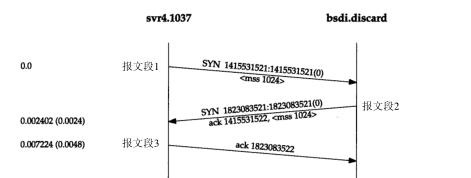 svr4.1037 bsdi.discard
0.0 报文段1 SYN 1415531521:1415531521(0)
<mss 1024>
SYN 1823083521:1823083521(0) 报文段2
0.002402 (0.0024) ack 1415531522, <mss 1024>
0.007224 (0.0048) 报文段3 ack 1823083522